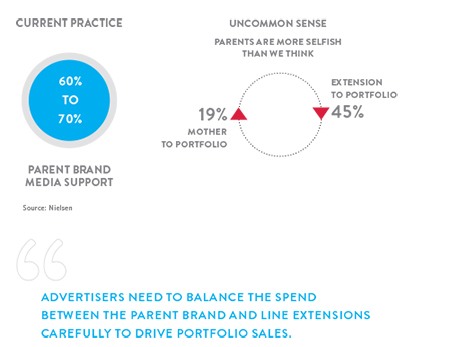 CURRENT PRACTICE
60%
TO
70%
PARENT BRAND
MEDIA SUPPORT
Source: Nielsen
UNCOMMON SENSE
PARENTS ARE MORE SELFISH
THAN WE THINK
19%
MOTHER
TO PORTFOLIO
EXTENSION
TO PORTFOLIO
45%
“
ADVERTISERS NEED TO BALANCE THE SPEND
BETWEEN THE PARENT BRAND AND LINE EXTENSIONS
CAREFULLY TO DRIVE PORTFOLIO SALES.